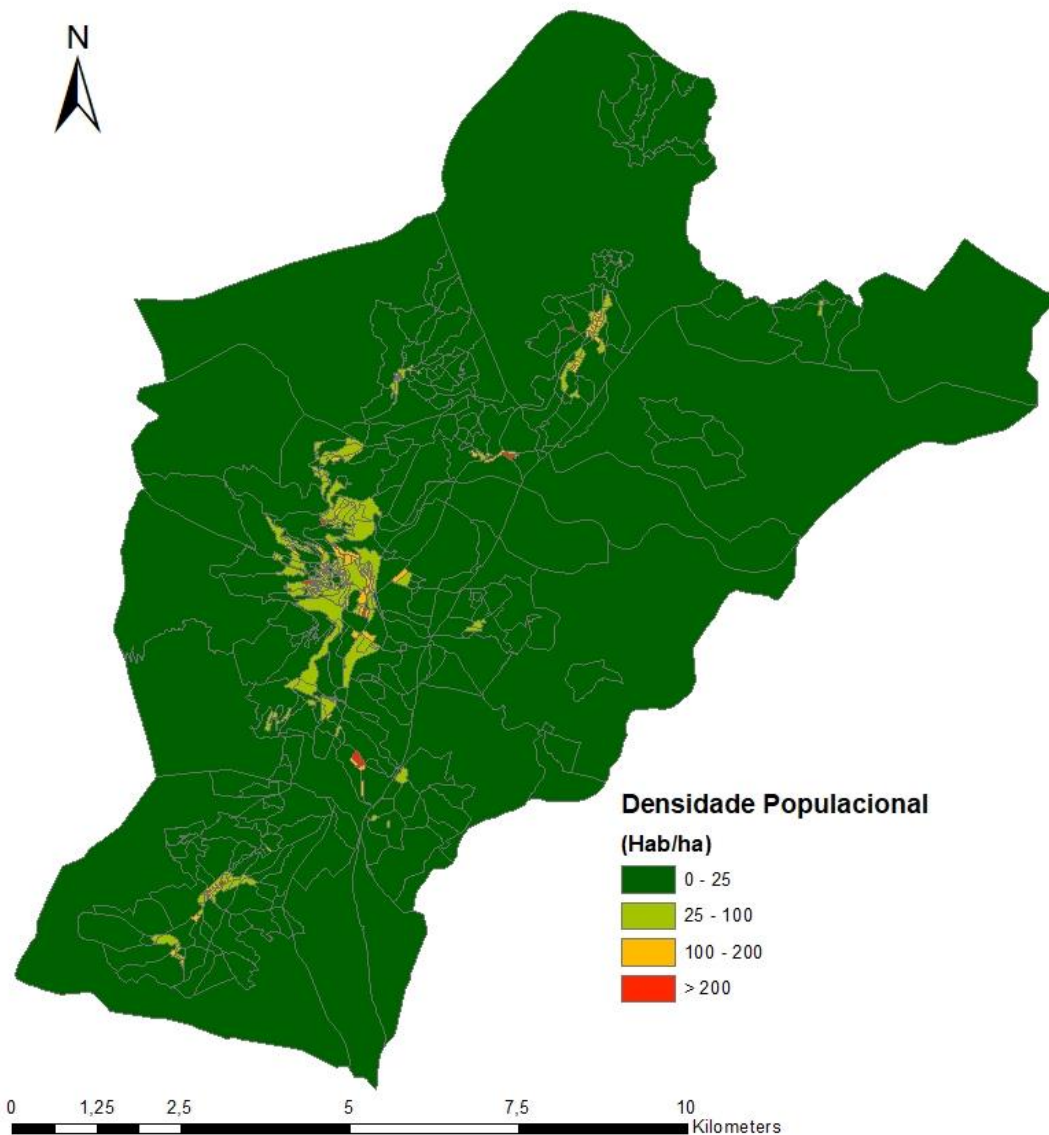 N
Densidade Populacional
(Hab/ha)
0 - 25
25 - 100
100 - 200
> 200
0 1,25 2,5 5 7,5 10
Kilometers